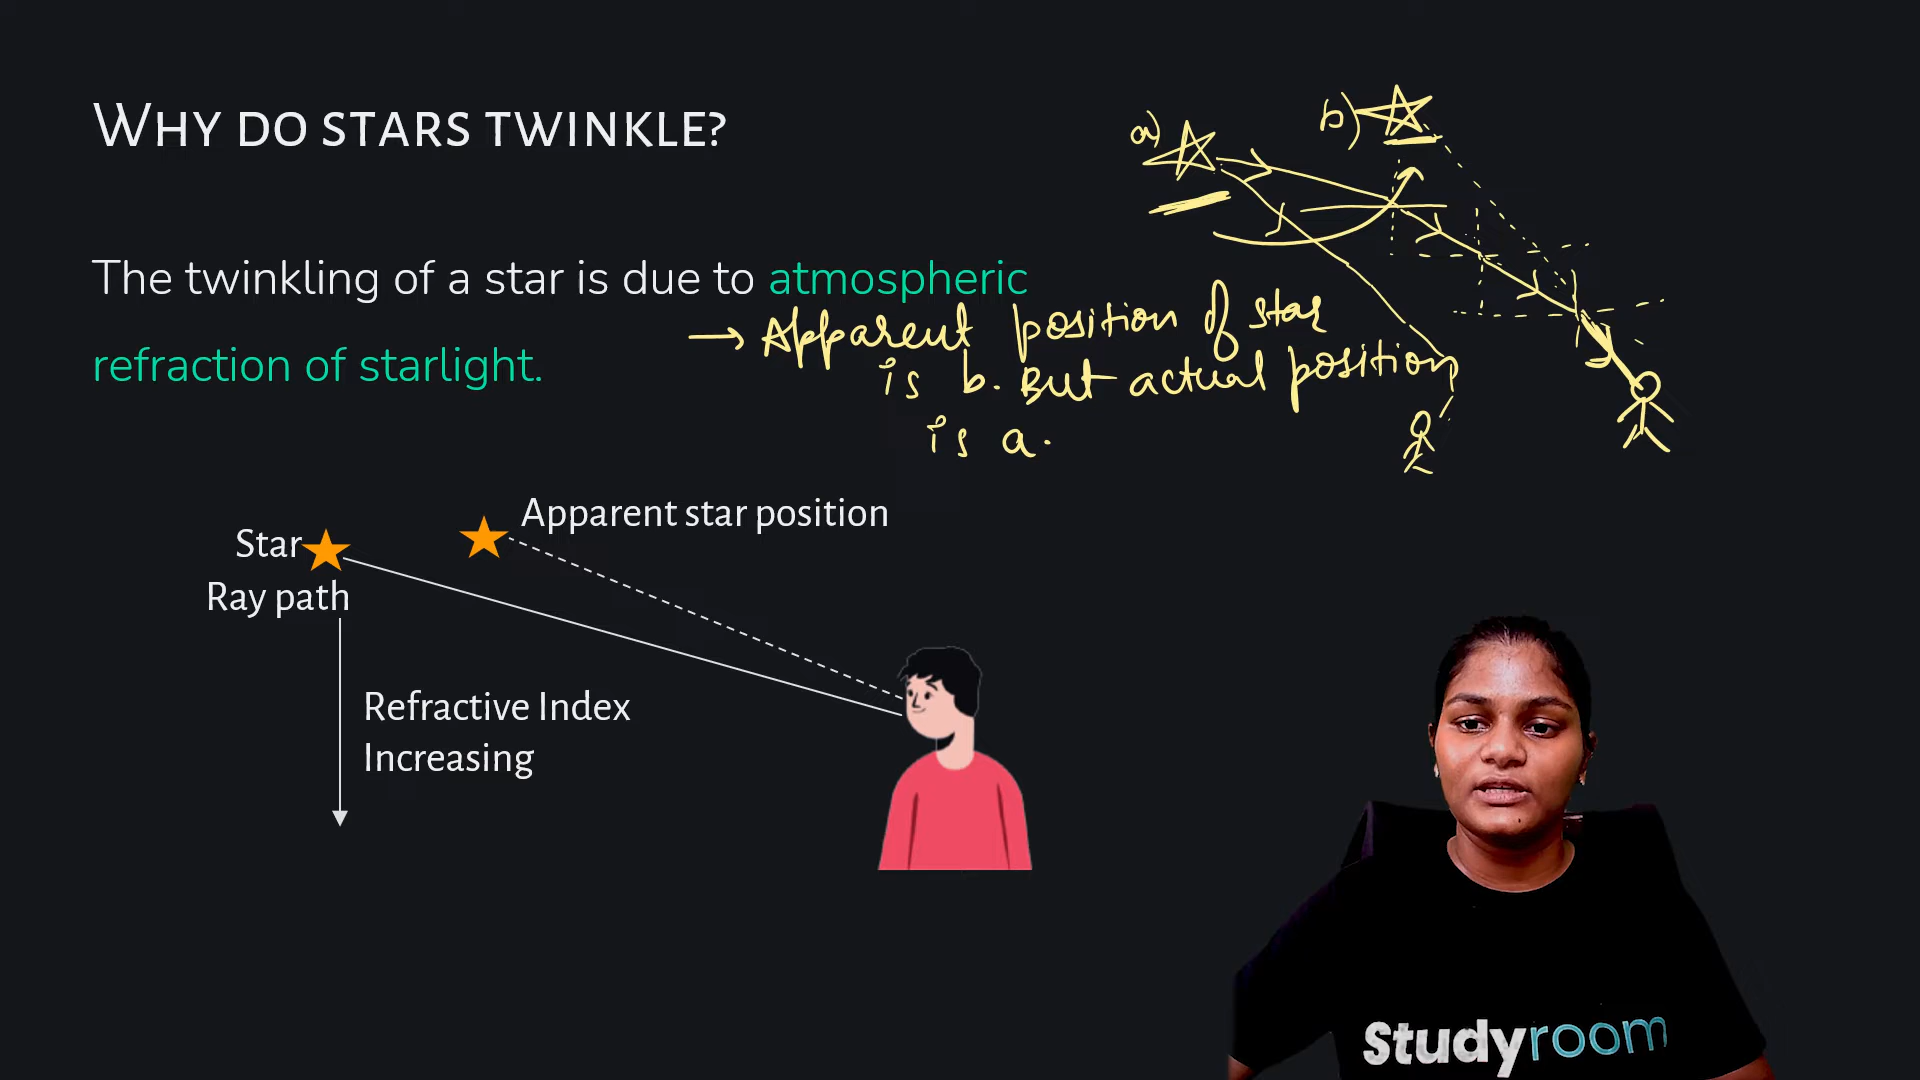 WHY DO STARS TWINKLE?
a)
b)
The twinkling of a star is due to atmospheric
refraction of starlight.
→ Apparent position of star
is b. But actual position
is a.
Apparent star position
Star
Ray path
Refractive Index
Increasing
Studyroom